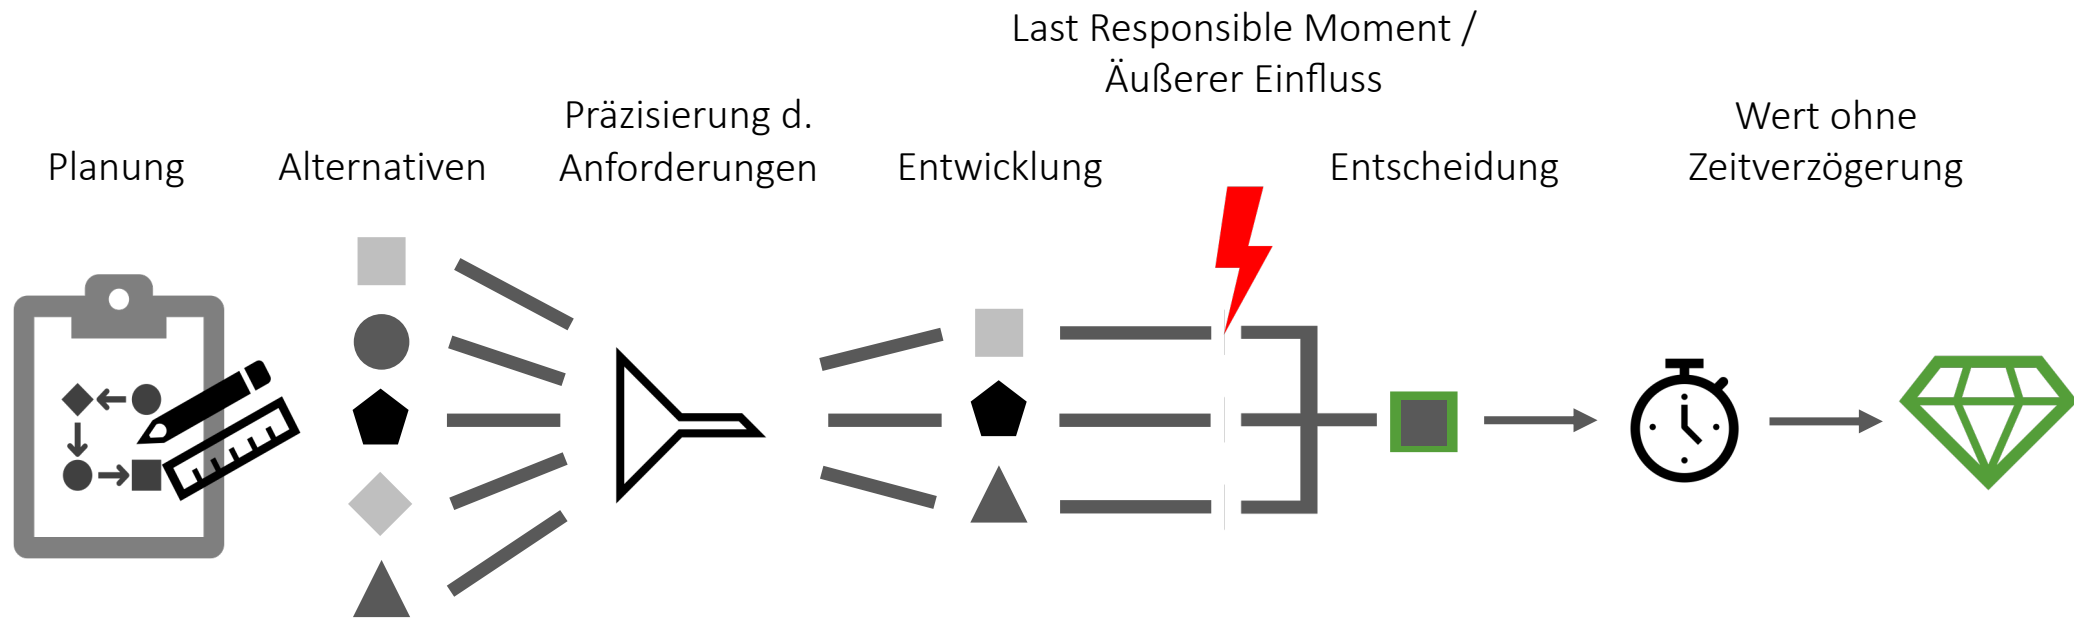 Planung
Alternativen
Präzisierung d.
Anforderungen
Entwicklung
Last Responsible Moment /
Äußerer Einfluss
Entscheidung
Wert ohne
Zeitverzögerung